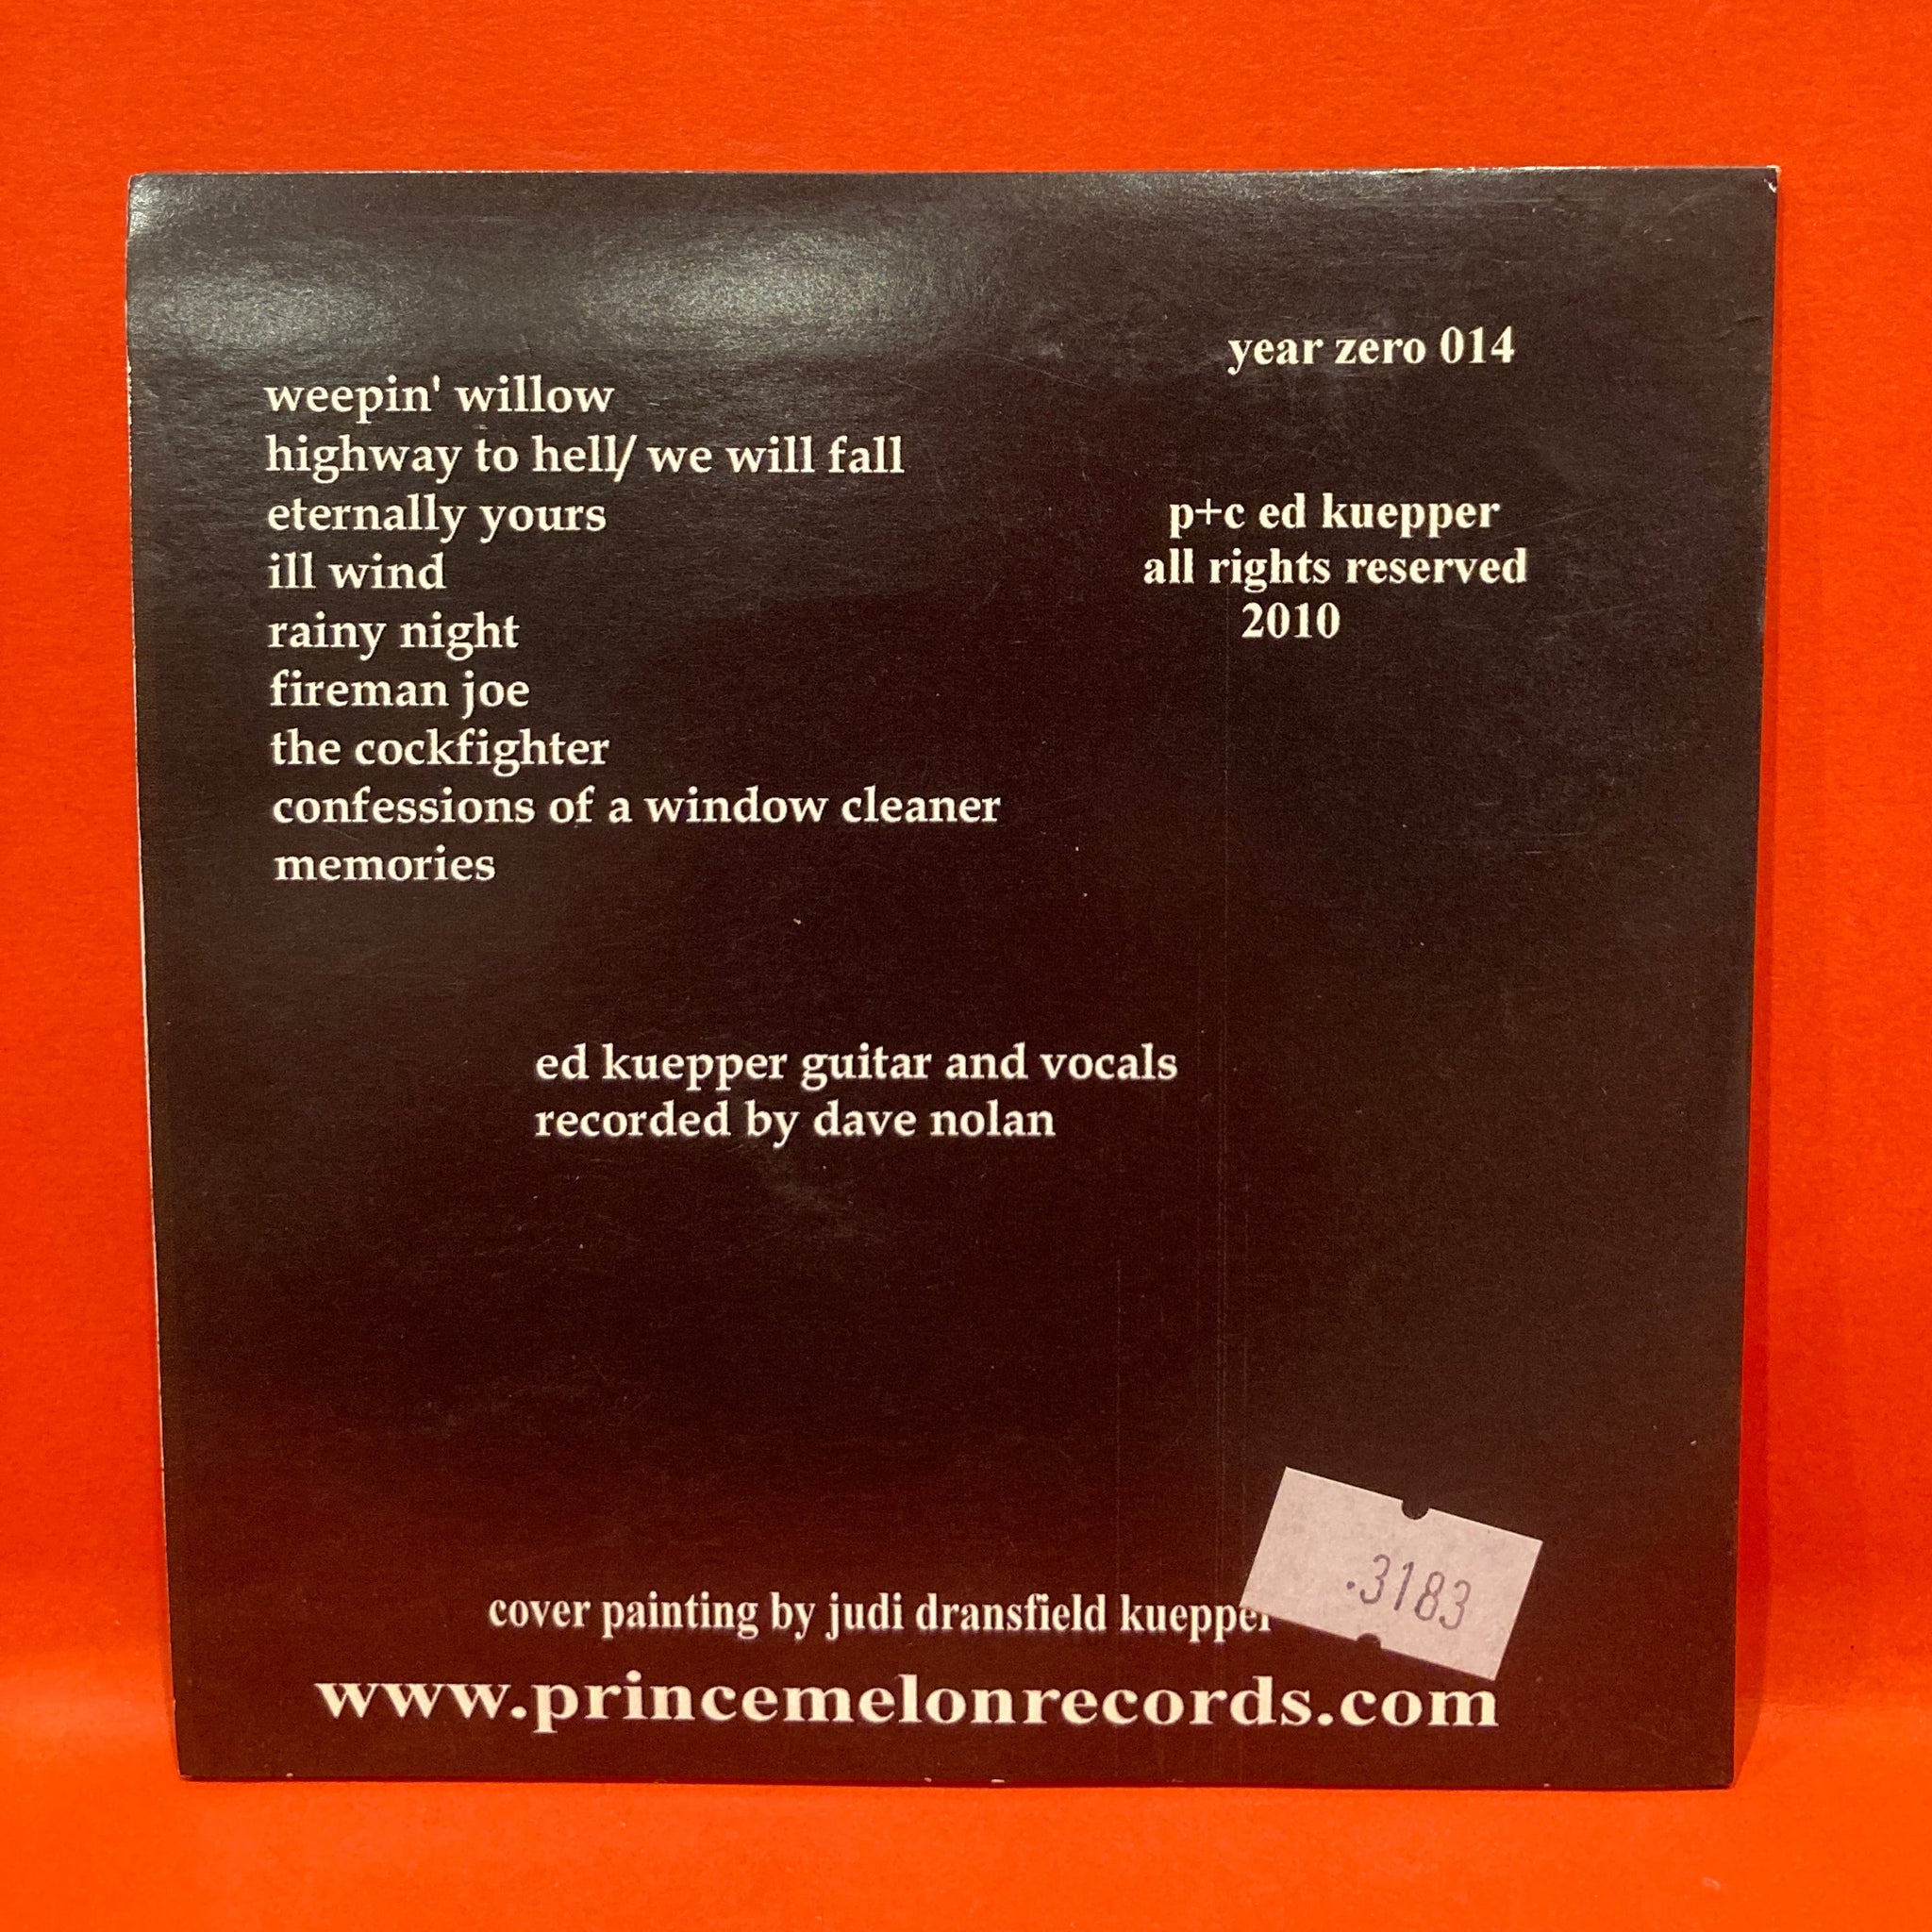 year zero 014
weepin' willow
highway to hell/ we will fall
eternally yours
ill wind
rainy night
fireman joe
the cockfighter
confessions of a window cleaner
memories
p+c ed kuepper
all rights reserved
2010
ed kuepper guitar and vocals
recorded by dave nolan
.3183
cover painting by judi dransfield kuepper
www.princemelonrecords.com